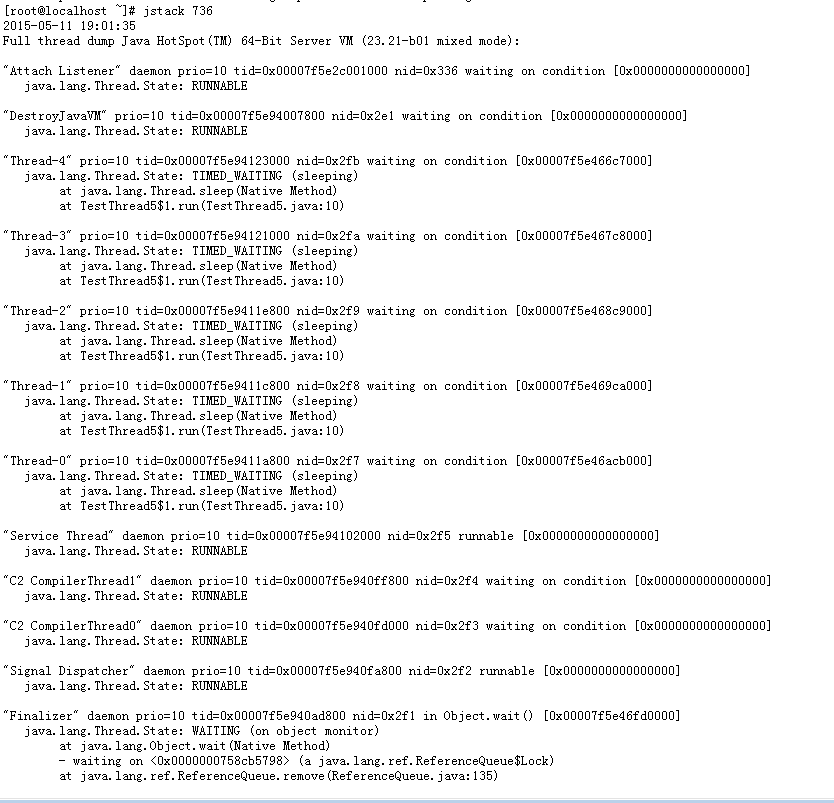 [root@localhost ~]# jstack 736
2015-05-11 19:01:35
Full thread dump Java HotSpot(TM) 64-Bit Server VM (23.21-b01 mixed mode):

"Attach Listener" daemon prio=10 tid=0x00007f5e2c001000 nid=0x336 waiting on condition [0x0000000000000000]
   java.lang.Thread.State: RUNNABLE

"DestroyJavaVM" prio=10 tid=0x00007f5e94007800 nid=0x2e1 waiting on condition [0x0000000000000000]
   java.lang.Thread.State: RUNNABLE

"Thread-4" prio=10 tid=0x00007f5e94123000 nid=0x2fb waiting on condition [0x00007f5e466c7000]
   java.lang.Thread.State: TIMED_WAITING (sleeping)
        at java.lang.Thread.sleep(Native Method)
        at TestThread5$1.run(TestThread5.java:10)

"Thread-3" prio=10 tid=0x00007f5e94121000 nid=0x2fa waiting on condition [0x00007f5e467c8000]
   java.lang.Thread.State: TIMED_WAITING (sleeping)
        at java.lang.Thread.sleep(Native Method)
        at TestThread5$1.run(TestThread5.java:10)

"Thread-2" prio=10 tid=0x00007f5e9411e800 nid=0x2f9 waiting on condition [0x00007f5e468c9000]
   java.lang.Thread.State: TIMED_WAITING (sleeping)
        at java.lang.Thread.sleep(Native Method)
        at TestThread5$1.run(TestThread5.java:10)

"Thread-1" prio=10 tid=0x00007f5e9411c800 nid=0x2f8 waiting on condition [0x00007f5e469ca000]
   java.lang.Thread.State: TIMED_WAITING (sleeping)
        at java.lang.Thread.sleep(Native Method)
        at TestThread5$1.run(TestThread5.java:10)

"Thread-0" prio=10 tid=0x00007f5e9411a800 nid=0x2f7 waiting on condition [0x00007f5e46acb000]
   java.lang.Thread.State: TIMED_WAITING (sleeping)
        at java.lang.Thread.sleep(Native Method)
        at TestThread5$1.run(TestThread5.java:10)

"Service Thread" daemon prio=10 tid=0x00007f5e94102000 nid=0x2f5 runnable [0x0000000000000000]
   java.lang.Thread.State: RUNNABLE

"C2 CompilerThread1" daemon prio=10 tid=0x00007f5e940ff800 nid=0x2f4 waiting on condition [0x0000000000000000]
   java.lang.Thread.State: RUNNABLE

"C2 CompilerThread0" daemon prio=10 tid=0x00007f5e940fd000 nid=0x2f3 waiting on condition [0x0000000000000000]
   java.lang.Thread.State: RUNNABLE

"Signal Dispatcher" daemon prio=10 tid=0x00007f5e940fa800 nid=0x2f2 runnable [0x0000000000000000]
   java.lang.Thread.State: RUNNABLE

"Finalizer" daemon prio=10 tid=0x00007f5e940ad800 nid=0x2f1 in Object.wait() [0x00007f5e46fd0000]
   java.lang.Thread.State: WAITING (on object monitor)
        at java.lang.Object.wait(Native Method)
        - waiting on <0x0000000758cb5798> (a java.lang.ref.ReferenceQueue$Lock)
        at java.lang.ref.ReferenceQueue.remove(ReferenceQueue.java:135)